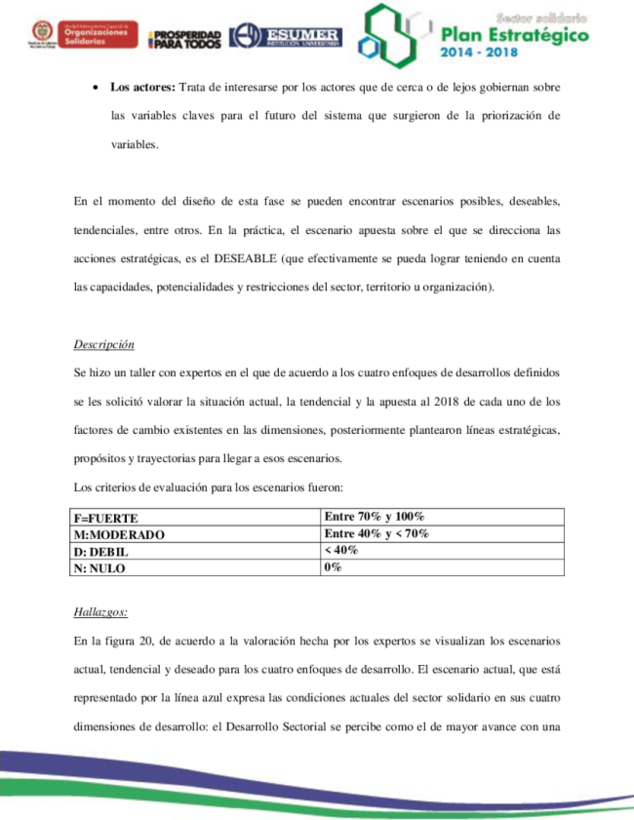 Unidad Administrativa Especial de
Organizaciones
Solidarias
PROSPERIDAD
PARA TODOS
ESUMER
INSTITUCIÓN UNIVERSITARIA
Sector solidario
Plan Estratégico
2014 - 2018
• Los actores: Trata de interesarse por los actores que de cerca o de lejos gobiernan sobre
las variables claves para el futuro del sistema que surgieron de la priorización de
variables.
En el momento del diseño de esta fase se pueden encontrar escenarios posibles, deseables,
tendenciales, entre otros. En la práctica, el escenario apuesta sobre el que se direcciona las
acciones estratégicas, es el DESEABLE (que efectivamente se pueda lograr teniendo en cuenta
las capacidades, potencialidades y restricciones del sector, territorio u organización).
Descripción
Se hizo un taller con expertos en el que de acuerdo a los cuatro enfoques de desarrollos definidos
se les solicitó valorar la situación actual, la tendencial y la apuesta al 2018 de cada uno de los
factores de cambio existentes en las dimensiones, posteriormente plantearon líneas estratégicas,
propósitos y trayectorias para llegar a esos escenarios.
Los criterios de evaluación para los escenarios fueron:
F=FUERTE Entre 70% y 100%
M:MODERADO Entre 40% y < 70%
D: DEBIL < 40%
N: NULO 0%
Hallazgos:
En la figura 20, de acuerdo a la valoración hecha por los expertos se visualizan los escenarios
actual, tendencial y deseado para los cuatro enfoques de desarrollo. El escenario actual, que está
representado por la línea azul expresa las condiciones actuales del sector solidario en sus cuatro
dimensiones de desarrollo: el Desarrollo Sectorial se percibe como el de mayor avance con una